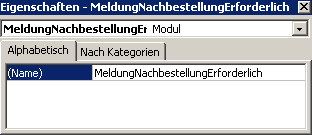 Eigenschaften - MeldungNachbestellungErforderlich
MeldungNachbestellungEr Modul
Alphabetisch Nach Kategorien
(Name) MeldungNachbestellungErforderlich